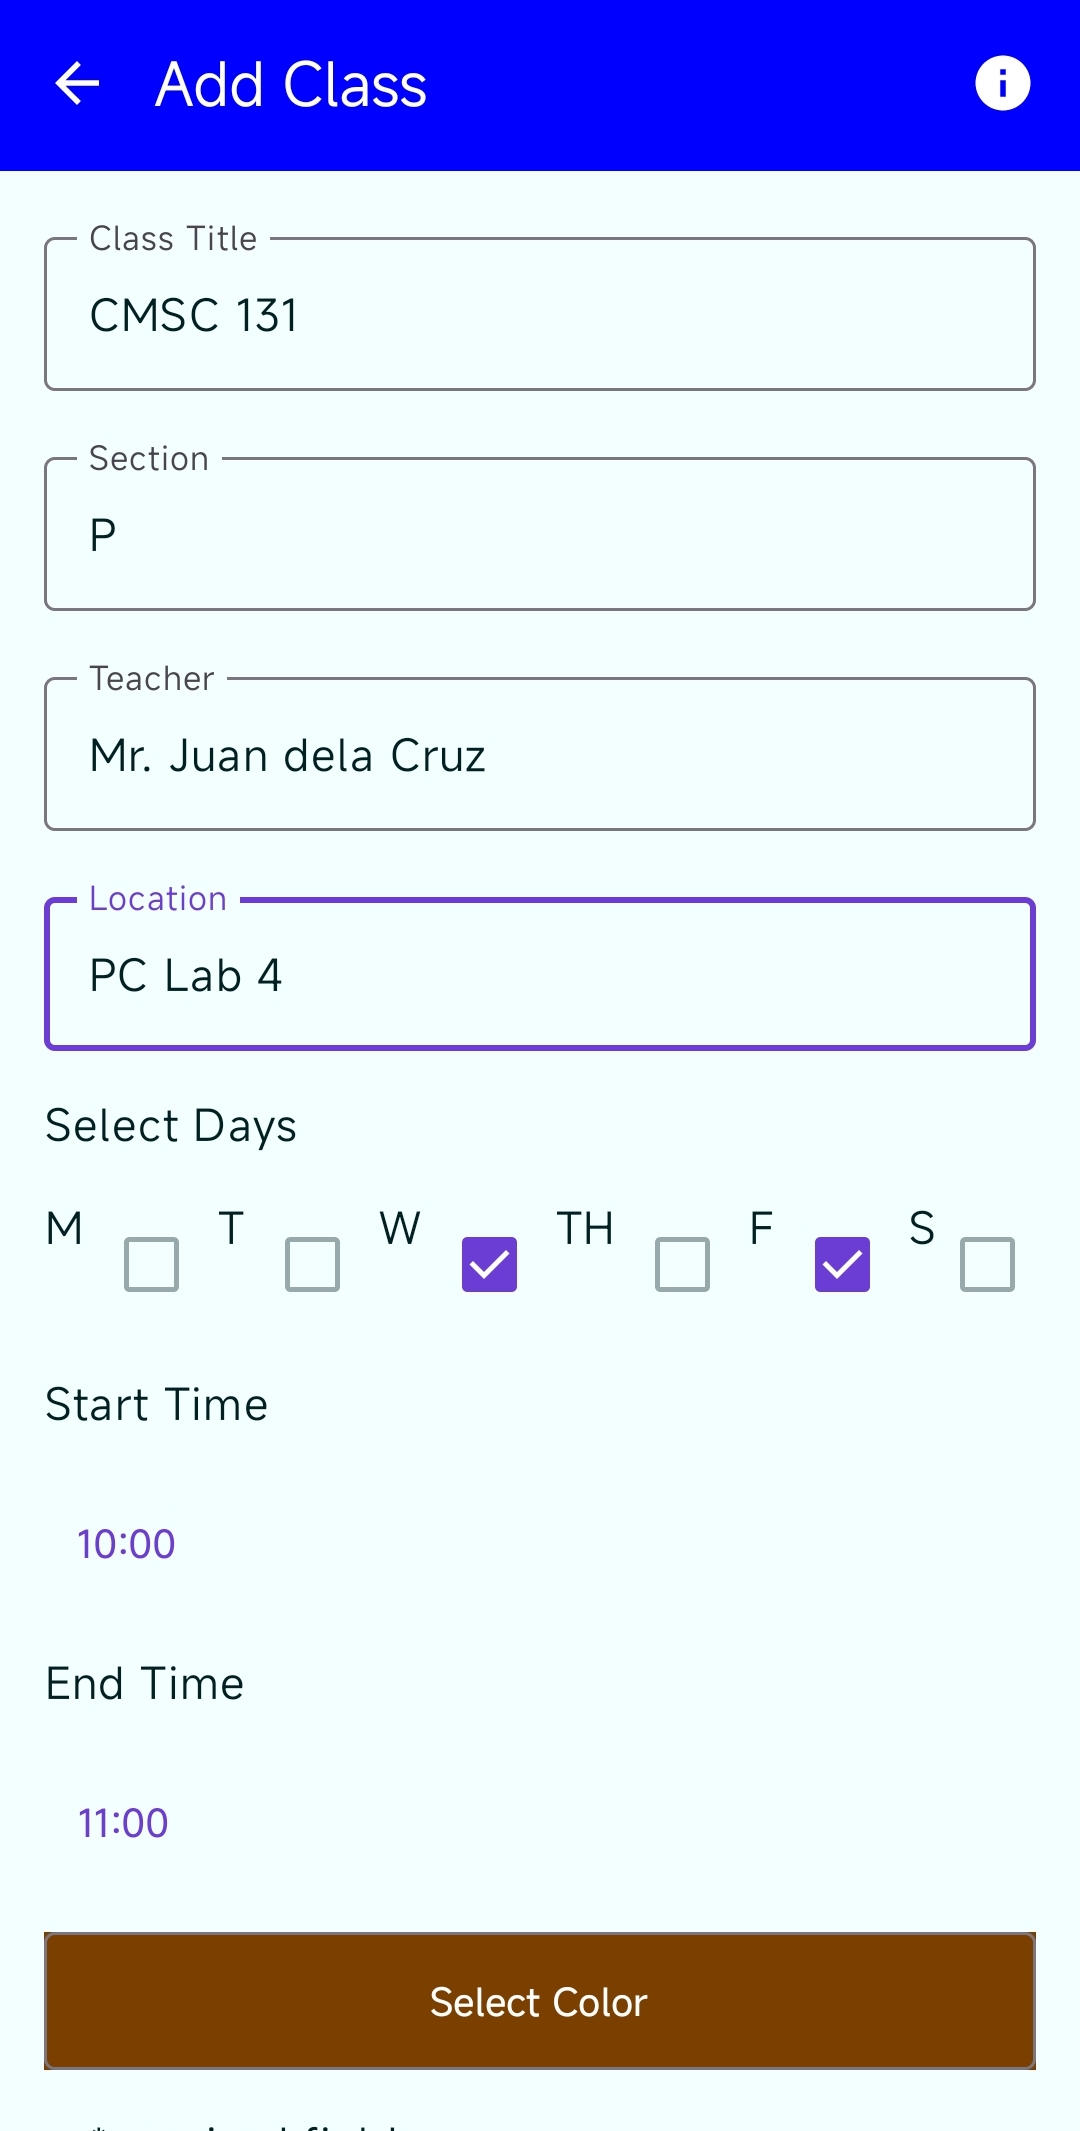 Add Class
Class Title
CMSC 131
Section
P
Teacher
Mr. Juan dela Cruz
Location
PC Lab 4
Select Days
M T W TH F S
Start Time
10:00
End Time
11:00
Select Color